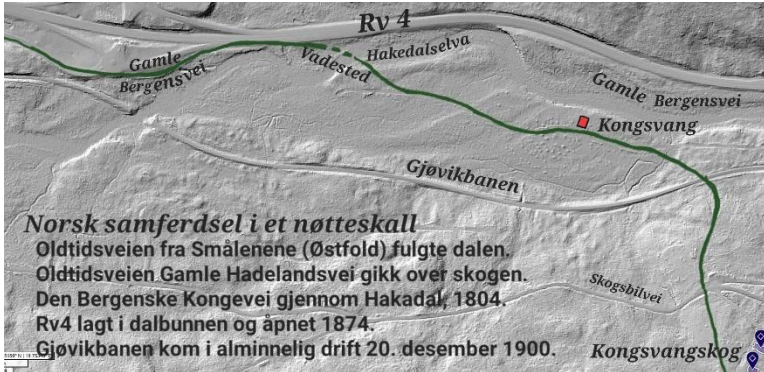 Rv 4
Hakedalselva
Gamle
Bergensvei
Vadested
Gamle Bergensvei
Kongsvang
Gjøvikbanen
Norsk samferdsel i et nøtteskall
Oldtidsveien fra Smålenene (Østfold) fulgte dalen.
Oldtidsveien Gamle Hadelandsvei gikk over skogen.
Den Bergenske Kongevei gjennom Hakadal, 1804.
Rv4 lagt i dalbunnen og åpnet 1874.
Gjøvikbanen kom i alminnelig drift 20. desember 1900.
Skogsbilvei
Kongsvangskog